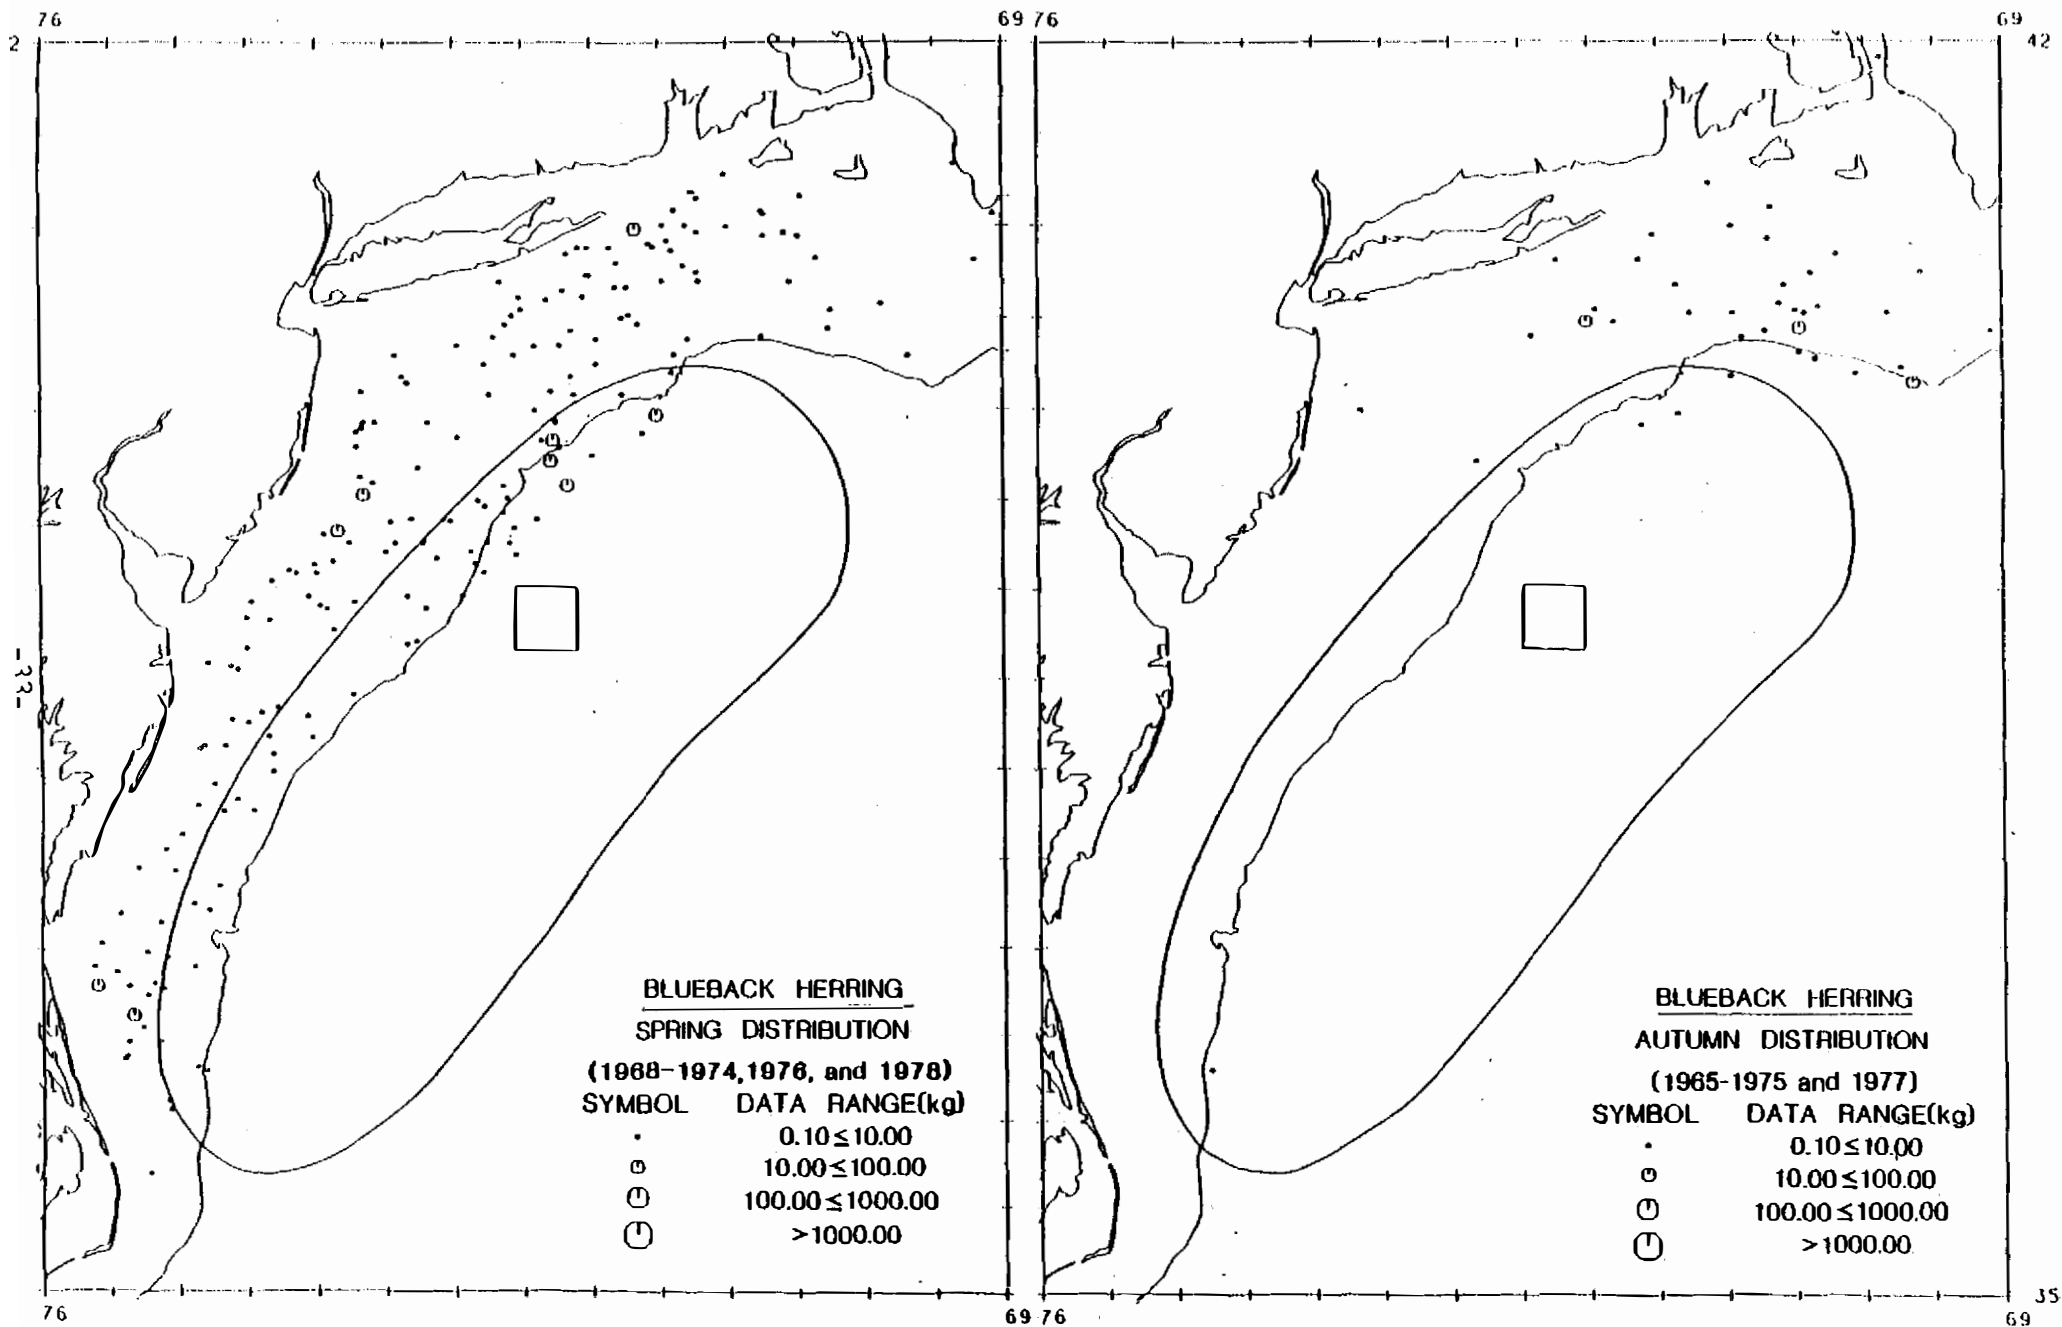 76
69 76
69
2
42
-33-
BLUEBACK HERRING
SPRING DISTRIBUTION
(1968-1974,1976, and 1978)
SYMBOL DATA RANGE(kg)
0.10≤10.00
10.00≤100.00
100.00≤1000.00
>1000.00
BLUEBACK HERRING
AUTUMN DISTRIBUTION
(1965-1975 and 1977)
SYMBOL DATA RANGE(kg)
0.10≤10.00
10.00≤100.00
100.00≤1000.00
>1000.00
35
76
69 76
69